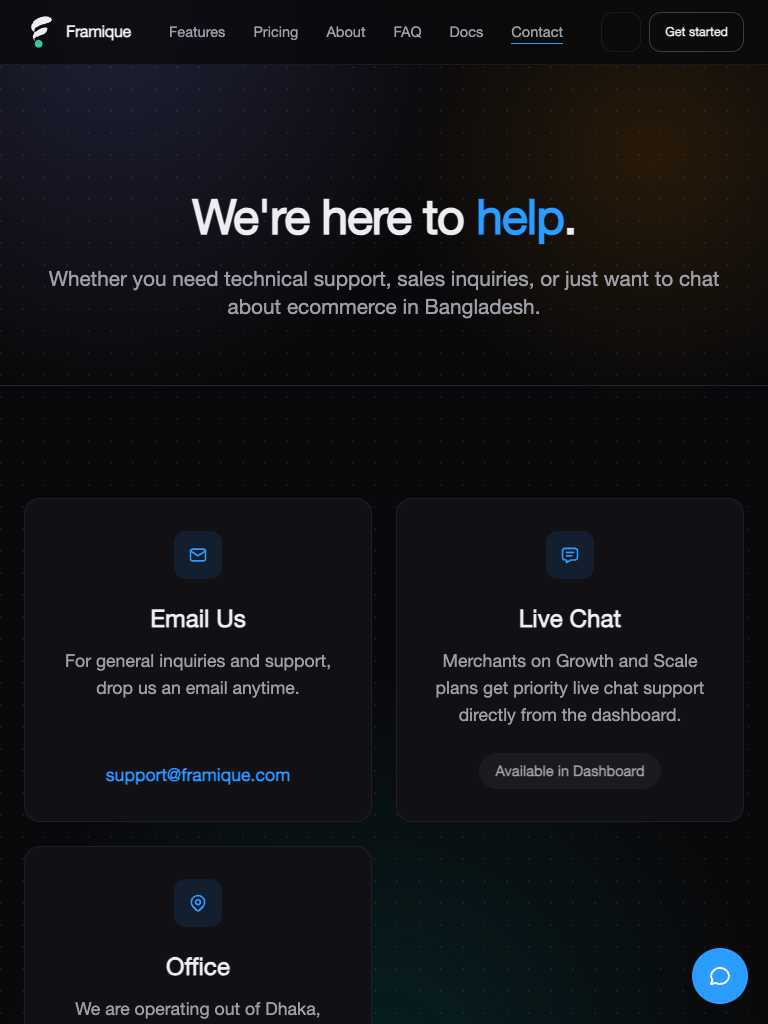 Framique
Features
Pricing
About
FAQ
Docs
Contact
Get started
We're here to help.
Whether you need technical support, sales inquiries, or just want to chat
about ecommerce in Bangladesh.
Email Us
For general inquiries and support,
drop us an email anytime.
support@framique.com
Live Chat
Merchants on Growth and Scale
plans get priority live chat support
directly from the dashboard.
Available in Dashboard
Office
We are operating out of Dhaka,